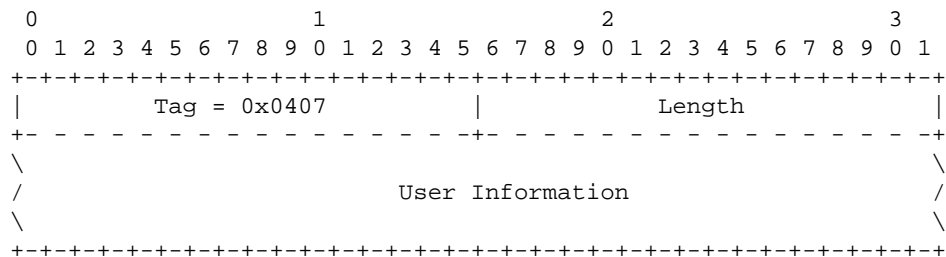 0                   1                   2                   3
 0 1 2 3 4 5 6 7 8 9 0 1 2 3 4 5 6 7 8 9 0 1 2 3 4 5 6 7 8 9 0 1
+-+-+-+-+-+-+-+-+-+-+-+-+-+-+-+-+-+-+-+-+-+-+-+-+-+-+-+-+-+-+-+-+
|         Tag = 0x0407          |            Length             |
+- - - - - - - - - - - - - - - -+- - - - - - - - - - - - - - - -+
\                                                               \
/                          User Information                     /
\                                                               \
+-+-+-+-+-+-+-+-+-+-+-+-+-+-+-+-+-+-+-+-+-+-+-+-+-+-+-+-+-+-+-+-+